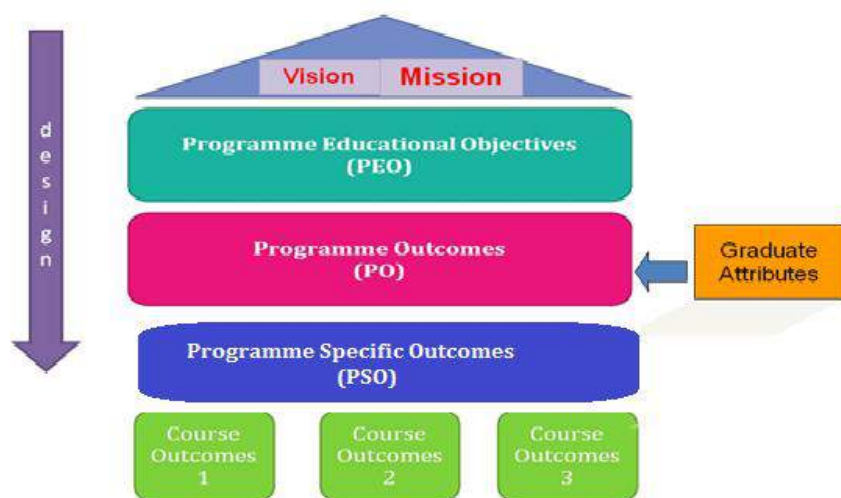 Vision
Mission
design
Programme Educational Objectives
(PEO)
Programme Outcomes
(PO)
Graduate
Attributes
Programme Specific Outcomes
(PSO)
Course
Outcomes
1
Course
Outcomes
2
Course
Outcomes
3